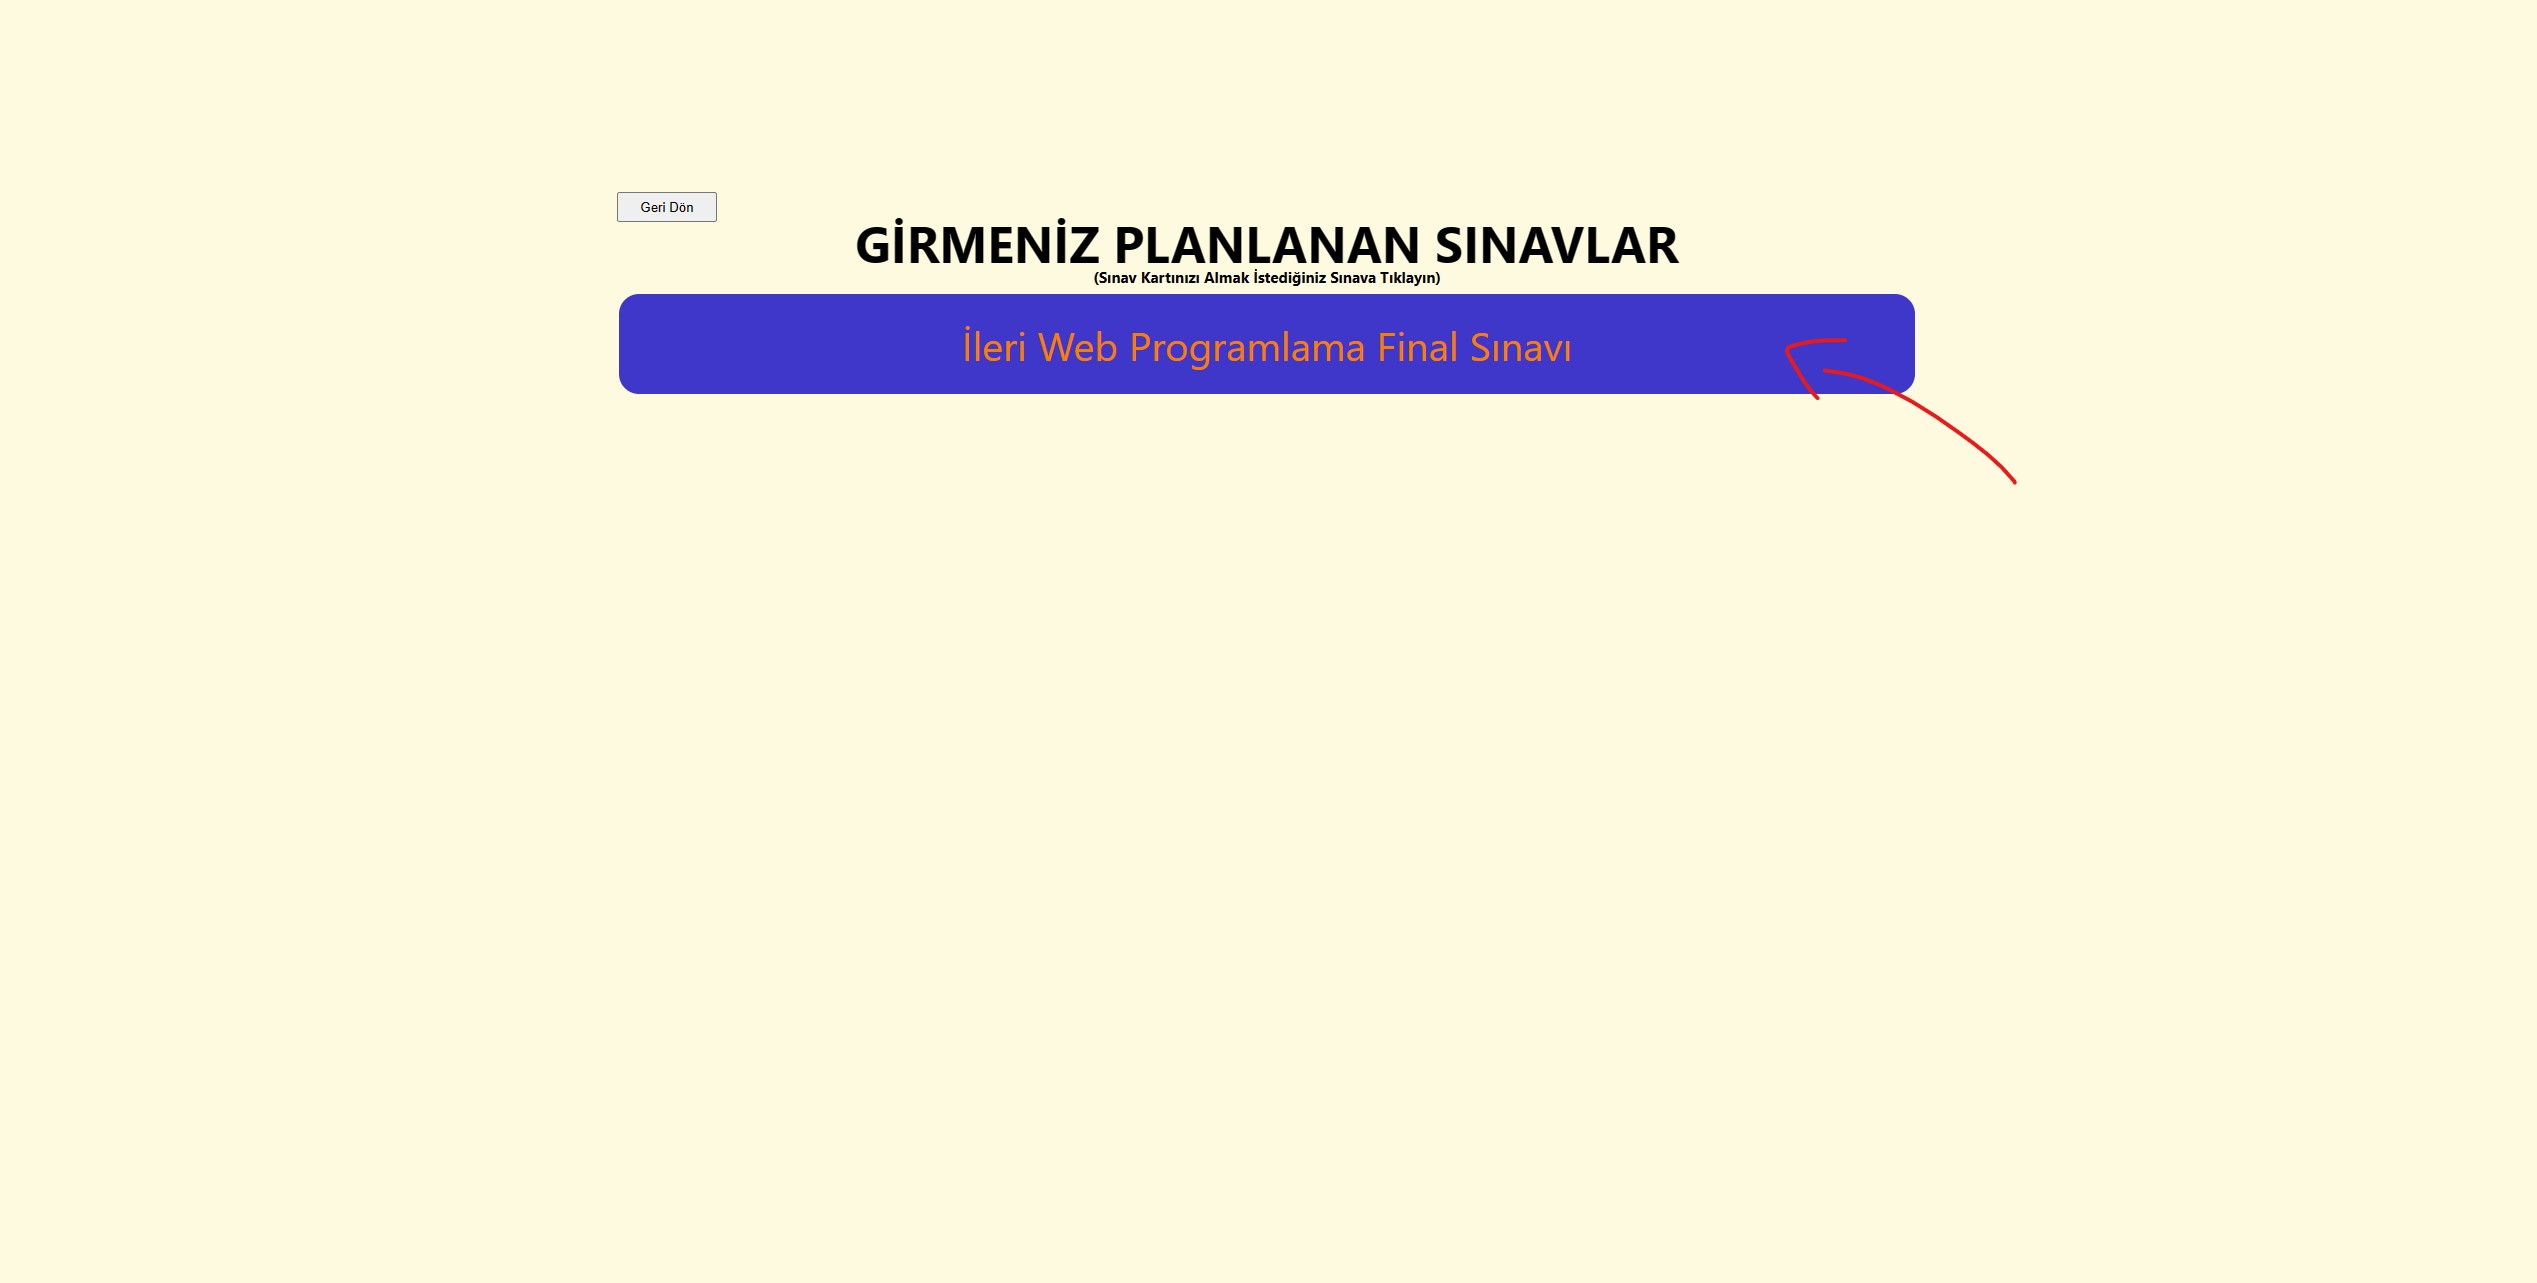 Geri Dön
GİRMENİZ PLANLANAN SINAVLAR
(Sınav Kartınızı Almak İstediğiniz Sınava Tıklayın)
İleri Web Programlama Final Sınavı